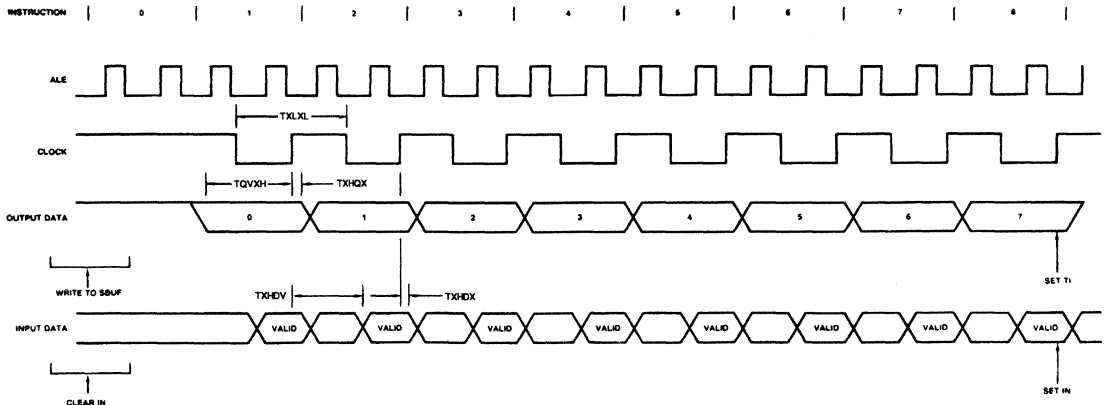 INSTRUCTION | 0 | 1 | 2 | 3 | 4 | 5 | 6 | 7 | 8 |
ALE
TXLXL
CLOCK
TQVXH TXHQX
OUTPUT DATA 0 1 2 3 4 5 6 7
WRITE TO SBUF
SET TI
TXHDV TXHDX
INPUT DATA VALID VALID VALID VALID VALID VALID VALID VALID
CLEAR IN
SET IN